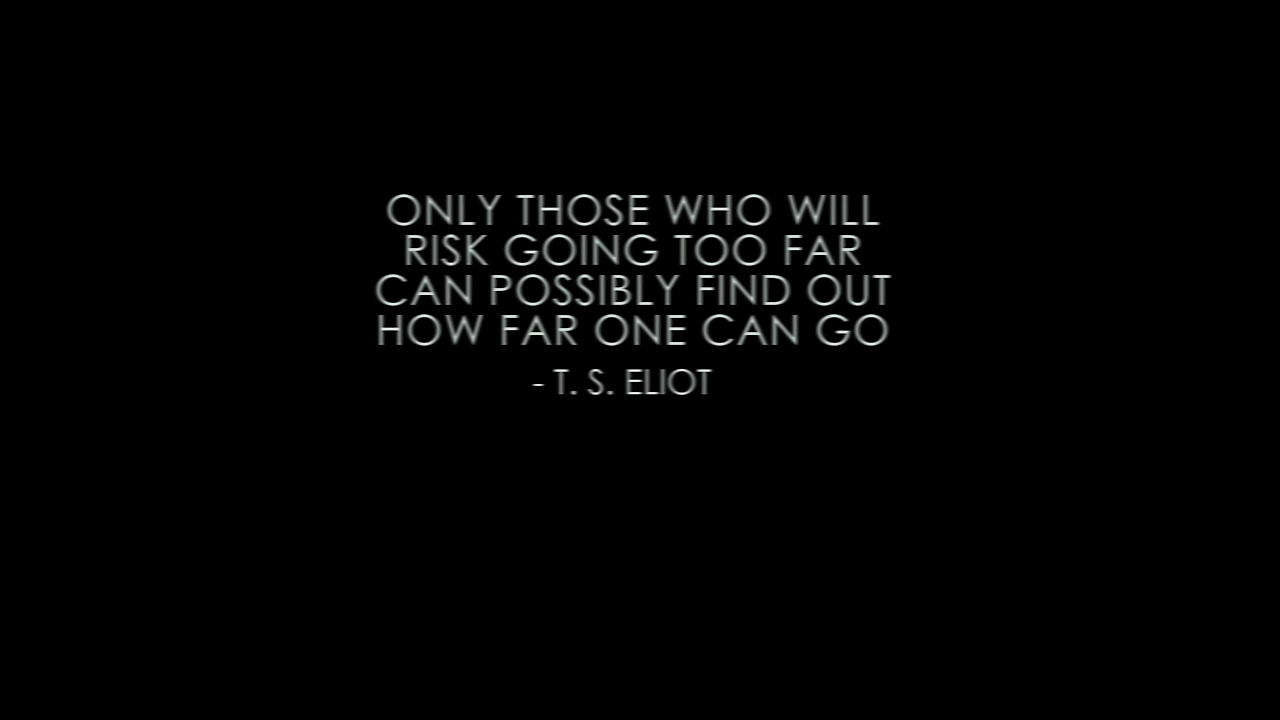 ONLY THOSE WHO WILL
RISK GOING TOO FAR
CAN POSSIBLY FIND OUT
HOW FAR ONE CAN GO
- T. S. ELIOT